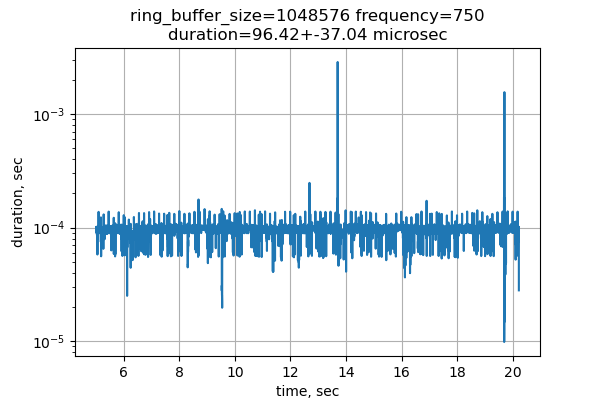 ring_buffer_size=1048576 frequency=750
duration=96.42+-37.04 microsec
duration, sec
10⁻³
10⁻⁴
10⁻⁵
6 8 10 12 14 16 18 20
time, sec